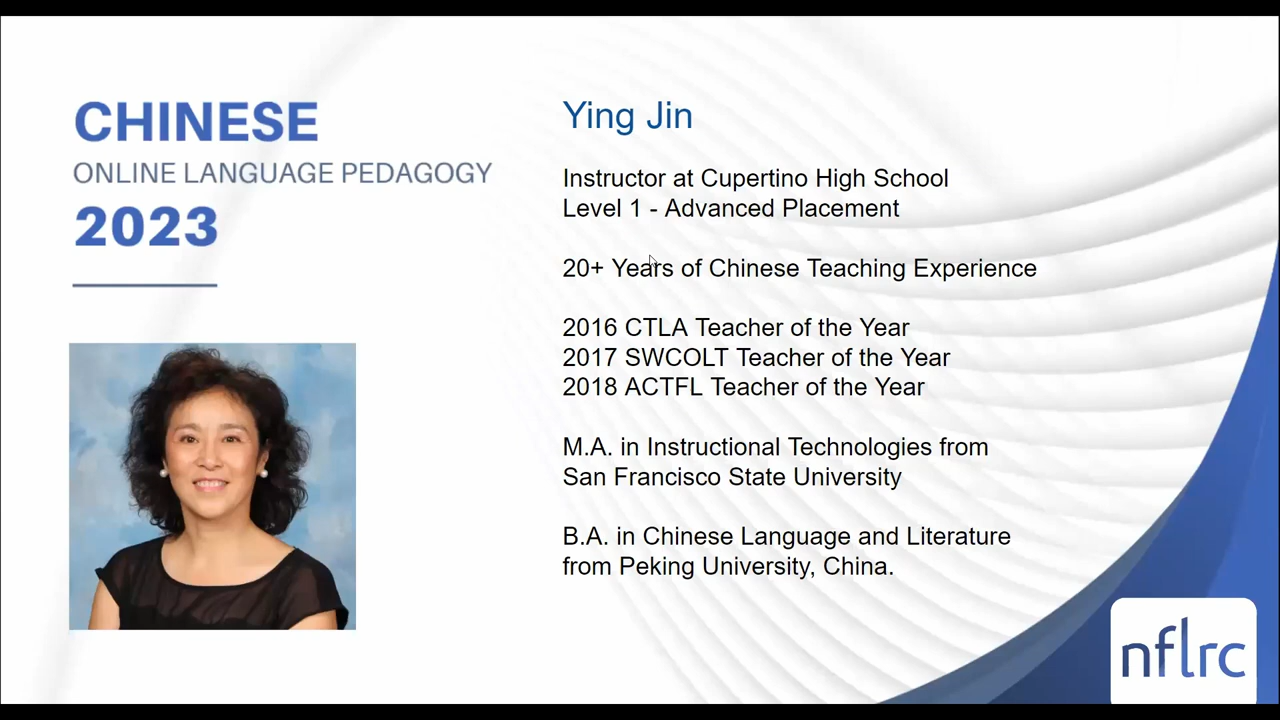 CHINESE
ONLINE LANGUAGE PEDAGOGY
2023
Ying Jin
Instructor at Cupertino High School
Level 1 - Advanced Placement
20+ Years of Chinese Teaching Experience
2016 CTLA Teacher of the Year
2017 SWCOLT Teacher of the Year
2018 ACTFL Teacher of the Year
M.A. in Instructional Technologies from
San Francisco State University
B.A. in Chinese Language and Literature
from Peking University, China.
nflrc